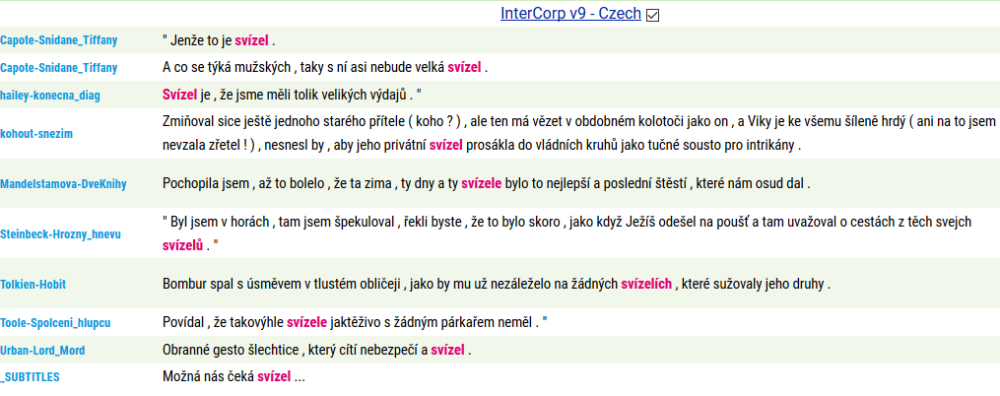 InterCorp v9 - Czech
Capote-Snidane_Tiffany " Jenže to je svízel .
Capote-Snidane_Tiffany A co se týká mužských , taky s ní asi nebude velká svízel .
hailey-konecna_diag Svízel je , že jsme měli tolik velikých výdajů . "
kohout-snezim Zmiňoval sice ještě jednoho starého přítele ( koho ? ) , ale ten má vězet v obdobném kolotoči jako on , a Viky je ke všemu šíleně hrdý ( ani na to jsem
nevzala zřetel ! ) , nesnesl by , aby jeho privátní svízel prosákla do vládních kruhů jako tučné sousto pro intrikány .
Mandelstamova-DveKnihy Pochopila jsem , až to bolelo , že ta zima , ty dny a ty svízele bylo to nejlepší a poslední štěstí , které nám osud dal .
Steinbeck-Hrozny_hnevu " Byl jsem v horách , tam jsem špekuloval , řekli byste , že to bylo skoro , jako když Ježíš odešel na poušť a tam uvažoval o cestách z těch svejch
svízelů . "
Tolkien-Hobit Bombur spal s úsměvem v tlustém obličeji , jako by mu už nezáleželo na žádných svízelích , které sužovaly jeho druhy .
Toole-Spolceni_hlupcu Povídal , že takovýhle svízele jaktěživo s žádným párkařem neměl . "
Urban-Lord_Mord Obranné gesto šlechtice , který cítí nebezpečí a svízel .
_SUBTITLES Možná nás čeká svízel ...